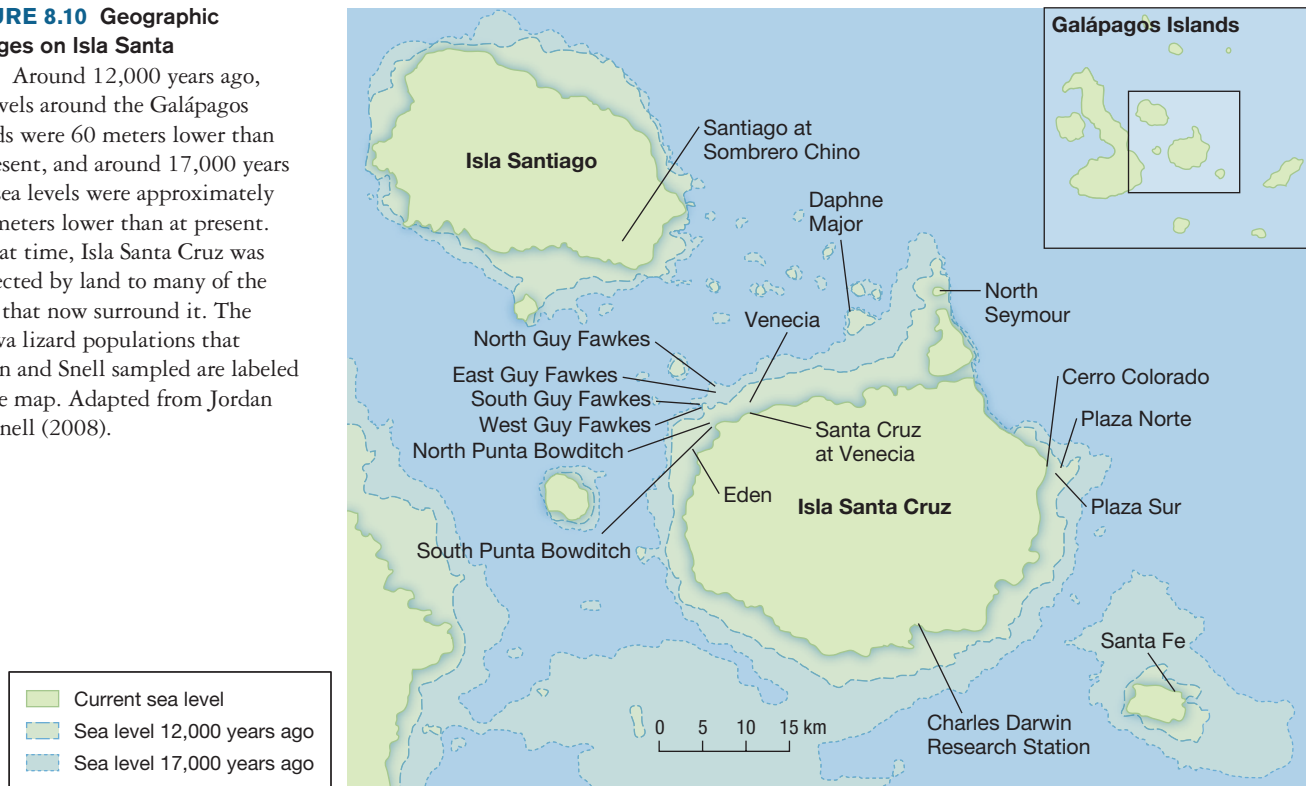 URE 8.10 Geographic
ges on Isla Santa
Around 12,000 years ago,
vels around the Galápagos
ds were 60 meters lower than
esent, and around 17,000 years
sea levels were approximately
meters lower than at present.
at time, Isla Santa Cruz was
ected by land to many of the
that now surround it. The
va lizard populations that
n and Snell sampled are labeled
e map. Adapted from Jordan
nell (2008).
Galápagos Islands
Isla Santiago
Santiago at
Sombrero Chino
Daphne
Major
North
Seymour
Venecia
North Guy Fawkes
East Guy Fawkes
South Guy Fawkes
West Guy Fawkes
North Punta Bowditch
Cerro Colorado
Plaza Norte
Santa Cruz
at Venecia
Eden
Isla Santa Cruz
Plaza Sur
South Punta Bowditch
Santa Fe
Charles Darwin
Research Station
0 5 10 15 km
Current sea level
Sea level 12,000 years ago
Sea level 17,000 years ago